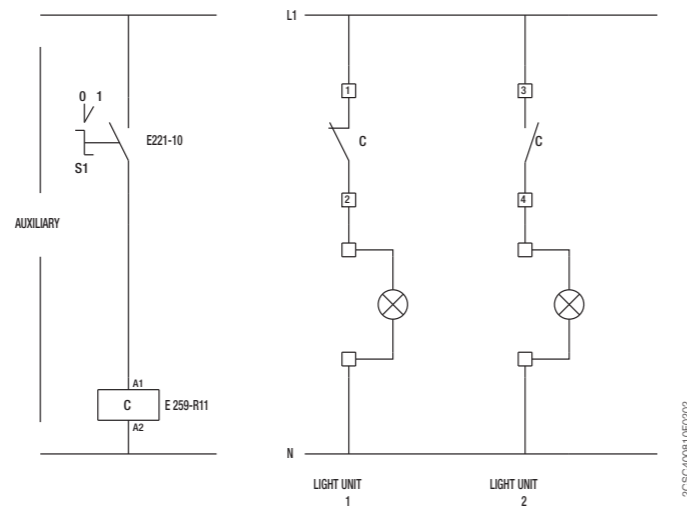 L1
0 1
E221-10
S1
AUXILIARY
A1
C
E 259-R11
A2
1
C
2
3
C
4
N
LIGHT UNIT
1
LIGHT UNIT
2
2CSC400810F0202